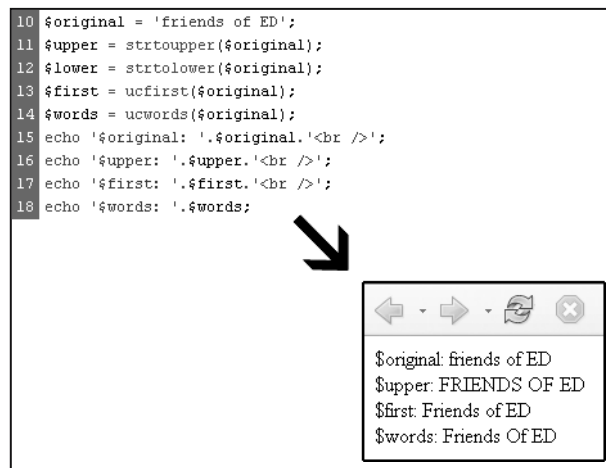 10 $original = 'friends of ED';
11 $upper = strtoupper($original);
12 $lower = strtolower($original);
13 $first = ucfirst($original);
14 $words = ucwords($original);
15 echo '$original: '.$original.'<br />';
16 echo '$upper: '.$upper.'<br />';
17 echo '$first: '.$first.'<br />';
18 echo '$words: '.$words;
$original: friends of ED
$upper: FRIENDS OF ED
$first: Friends of ED
$words: Friends Of ED